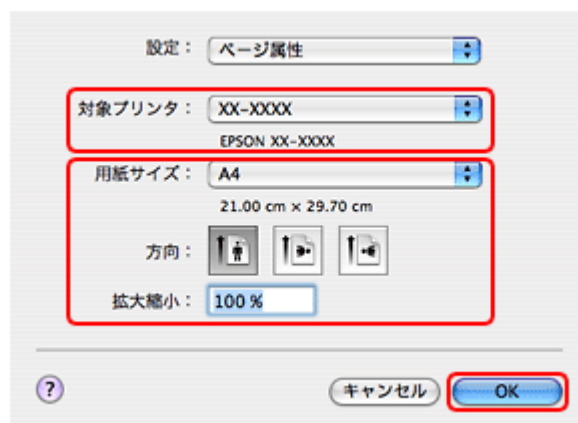 設定： ページ属性
対象プリンタ： XX-XXXX
EPSON XX-XXXX
用紙サイズ： A4
21.00 cm × 29.70 cm
方向：
拡大縮小： 100 %
? キャンセル OK